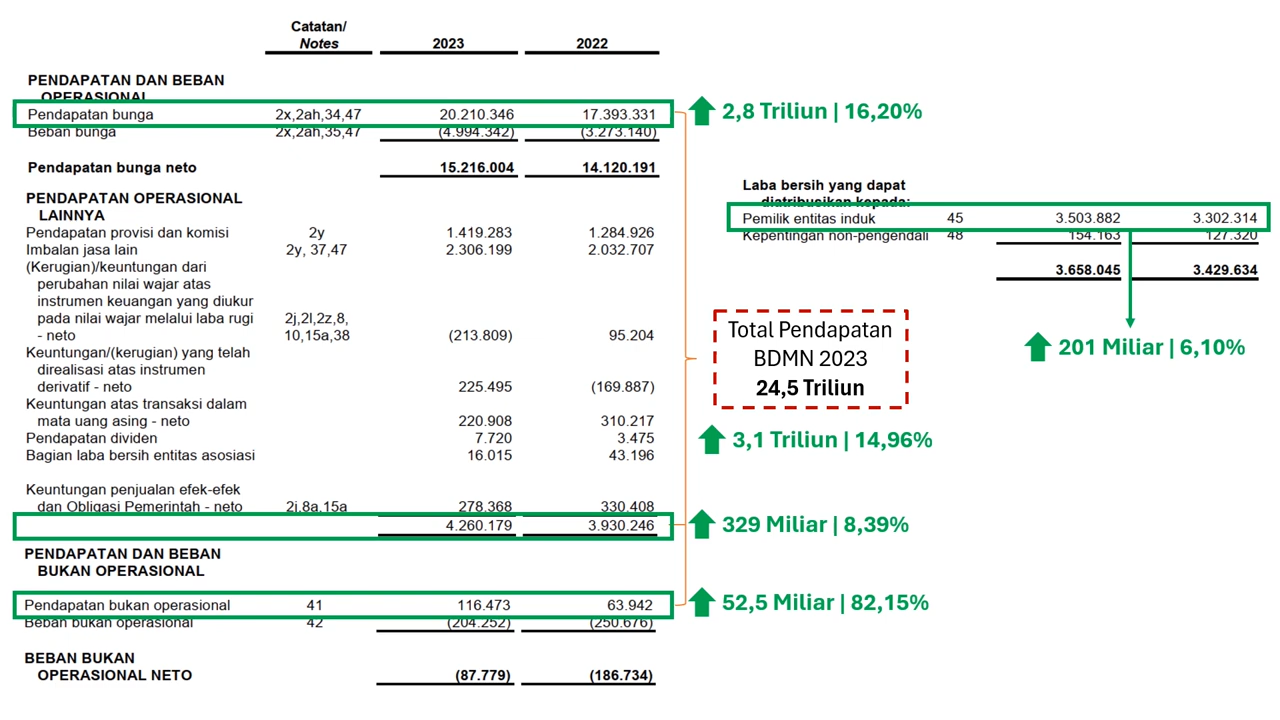 Catatan/
Notes 2023 2022
PENDAPATAN DAN BEBAN
OPERASIONAL
Pendapatan bunga 2x,2ah,34,47 20.210.346 17.393.331
Beban bunga 2x,2ah,35,47 (4.994.342) (3.273.140)
Pendapatan bunga neto 15.216.004 14.120.191
PENDAPATAN OPERASIONAL
LAINNYA
Pendapatan provisi dan komisi 2y 1.419.283 1.284.926
Imbalan jasa lain 2y, 37,47 2.306.199 2.032.707
(Kerugian)/keuntungan dari
perubahan nilai wajar atas
instrumen keuangan yang diukur
pada nilai wajar melalui laba rugi 2j,2l,2z,8,
- neto 10,15a,38 (213.809) 95.204
Keuntungan/(kerugian) yang telah
direalisasi atas instrumen
derivatif - neto 225.495 (169.887)
Keuntungan atas transaksi dalam
mata uang asing - neto 220.908 310.217
Pendapatan dividen 7.720 3.475
Bagian laba bersih entitas asosiasi 16.015 43.196
Keuntungan penjualan efek-efek
dan Obligasi Pemerintah - neto 2j,8a,15a 278.368 330.408
4.260.179 3.930.246
PENDAPATAN DAN BEBAN
BUKAN OPERASIONAL
Pendapatan bukan operasional 41 116.473 63.942
Beban bukan operasional 42 (204.252) (250.676)
BEBAN BUKAN
OPERASIONAL NETO (87.779) (186.734)
2,8 Triliun | 16,20%
Total Pendapatan
BDMN 2023
24,5 Triliun
3,1 Triliun | 14,96%
329 Miliar | 8,39%
52,5 Miliar | 82,15%
Laba bersih yang dapat
diatribusikan kepada:
Pemilik entitas induk 45 3.503.882 3.302.314
Kepentingan non-pengendali 48 154.163 127.320
3.658.045 3.429.634
201 Miliar | 6,10%